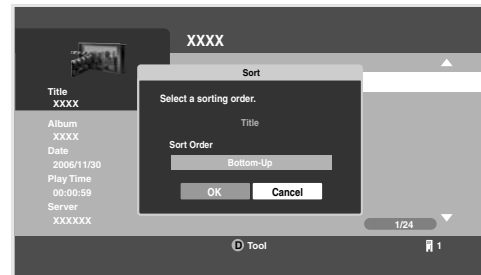 XXXX
Title
XXXX
Album
XXXX
Date
2006/11/30
Play Time
00:00:59
Server
XXXXXX
Sort
Select a sorting order.
Title
Sort Order
Bottom-Up
OK Cancel
1/24
D Tool
1